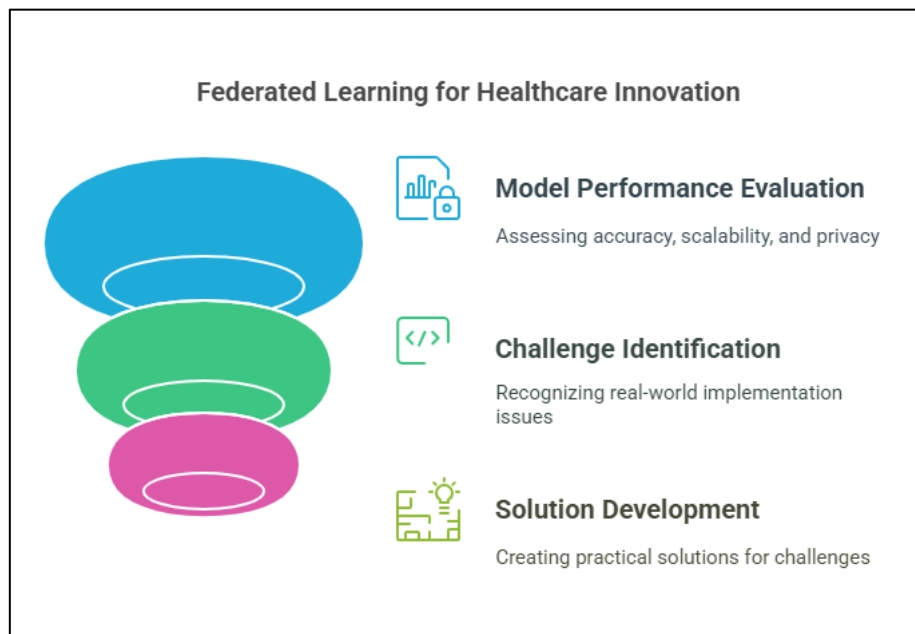 Federated Learning for Healthcare Innovation
Model Performance Evaluation
Assessing accuracy, scalability, and privacy
Challenge Identification
Recognizing real-world implementation
issues
Solution Development
Creating practical solutions for challenges